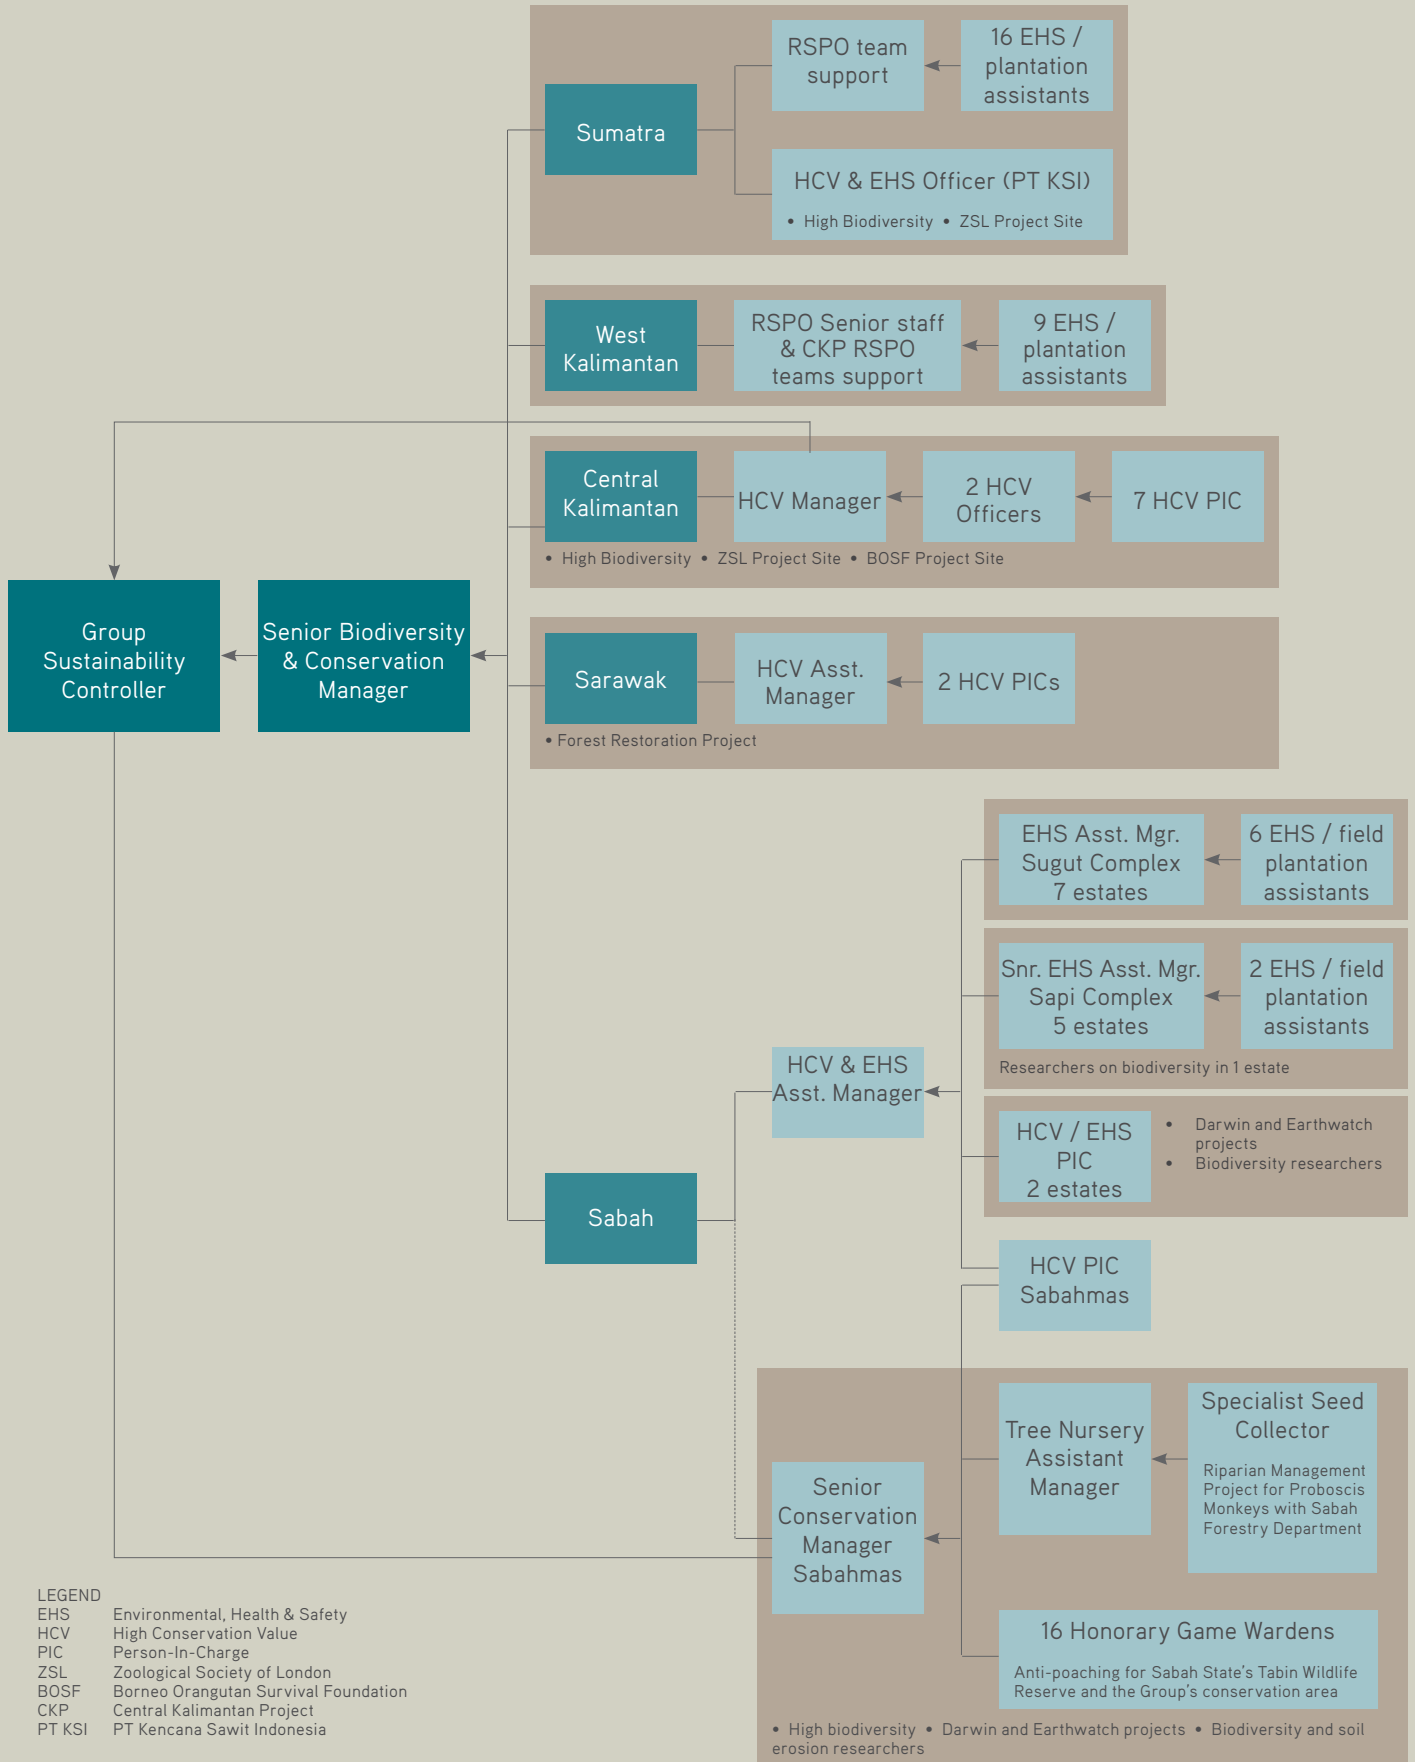 RSPO team
support
16 EHS /
plantation
assistants
Sumatra
HCV & EHS Officer (PT KSI)
• High Biodiversity • ZSL Project Site
West
Kalimantan
RSPO Senior staff
& CKP RSPO
teams support
9 EHS /
plantation
assistants
Central
Kalimantan
HCV Manager
2 HCV
Officers
7 HCV PIC
• High Biodiversity • ZSL Project Site • BOSF Project Site
Group
Sustainability
Controller
Senior Biodiversity
& Conservation
Manager
Sarawak
HCV Asst.
Manager
2 HCV PICs
• Forest Restoration Project
EHS Asst. Mgr.
Sugut Complex
7 estates
6 EHS / field
plantation
assistants
Snr. EHS Asst. Mgr.
Sapi Complex
5 estates
2 EHS / field
plantation
assistants
Researchers on biodiversity in 1 estate
HCV & EHS
Asst. Manager
HCV / EHS
PIC
2 estates
• Darwin and Earthwatch
projects
• Biodiversity researchers
Sabah
HCV PIC
Sabahmas
Tree Nursery
Assistant
Manager
Specialist Seed
Collector
Riparian Management
Project for Proboscis
Monkeys with Sabah
Forestry Department
Senior
Conservation
Manager
Sabahmas
16 Honorary Game Wardens
Anti-poaching for Sabah State's Tabin Wildlife
Reserve and the Group's conservation area
• High biodiversity • Darwin and Earthwatch projects • Biodiversity and soil
erosion researchers
LEGEND
EHS Environmental, Health & Safety
HCV High Conservation Value
PIC Person-In-Charge
ZSL Zoological Society of London
BOSF Borneo Orangutan Survival Foundation
CKP Central Kalimantan Project
PT KSI PT Kencana Sawit Indonesia